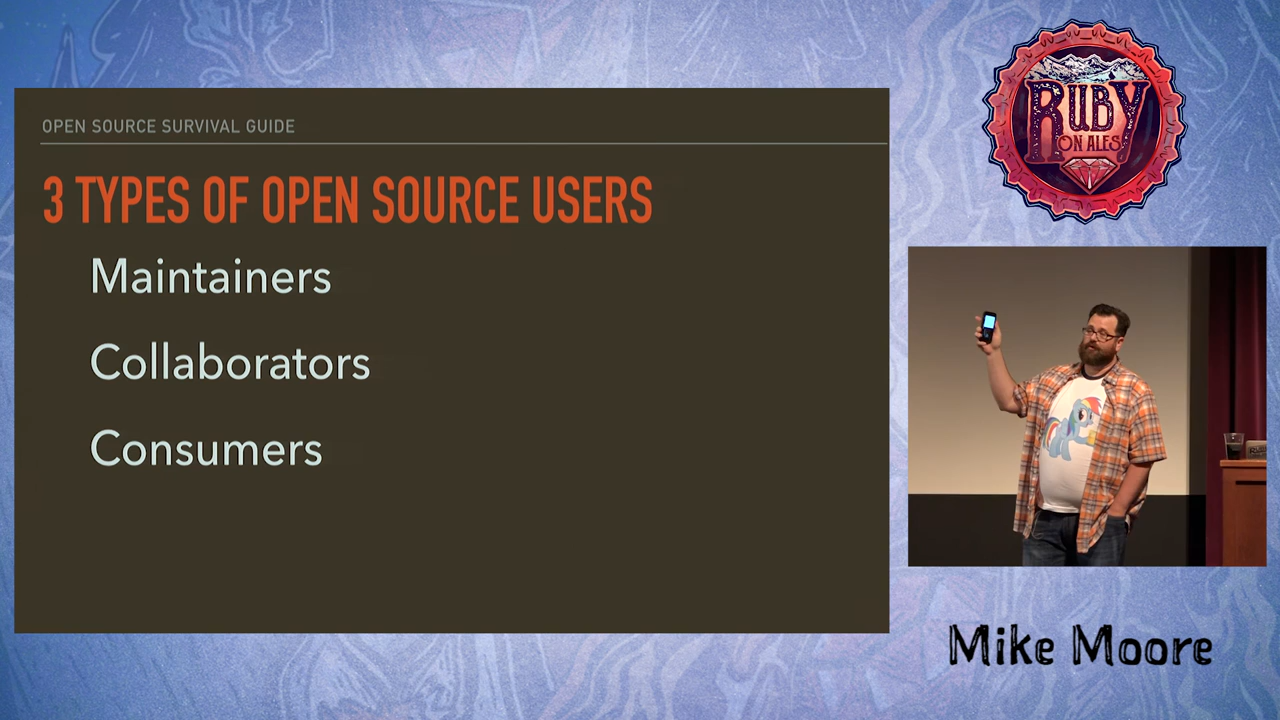 OPEN SOURCE SURVIVAL GUIDE
3 TYPES OF OPEN SOURCE USERS
Maintainers
Collaborators
Consumers
RUBY
ON ALES
Mike Moore